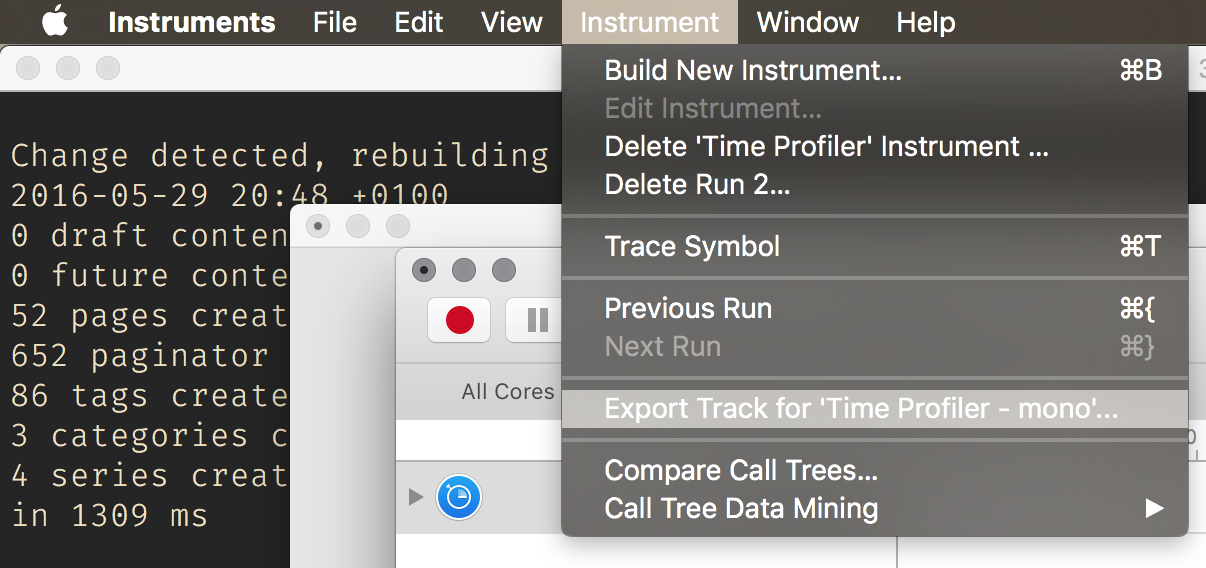 Instruments File Edit View Instrument Window Help
Build New Instrument... ⌘B
Edit Instrument...
Delete 'Time Profiler' Instrument ...
Delete Run 2...
Trace Symbol ⌘T
Previous Run ⌘{
Next Run ⌘}
Export Track for 'Time Profiler - mono'...
Compare Call Trees...
Call Tree Data Mining
Change detected, rebuilding
2016-05-29 20:48 +0100
0 draft conten
0 future conte
52 pages creat
652 paginator
86 tags create
3 categories c
4 series creat
in 1309 ms
All Cores